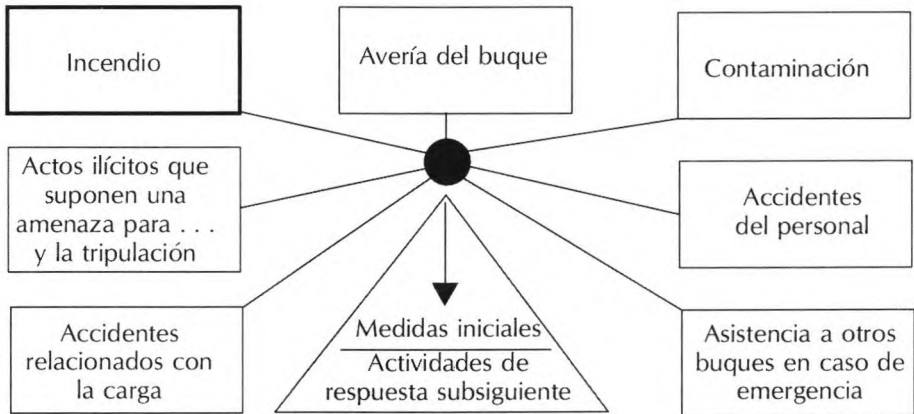 Incendio
Avería del buque
Contaminación
Actos ilícitos que
suponen una
amenaza para . . .
y la tripulación
Accidentes
del personal
Accidentes
relacionados con
la carga
Medidas iniciales
Actividades de
respuesta subsiguiente
Asistencia a otros
buques en caso de
emergencia